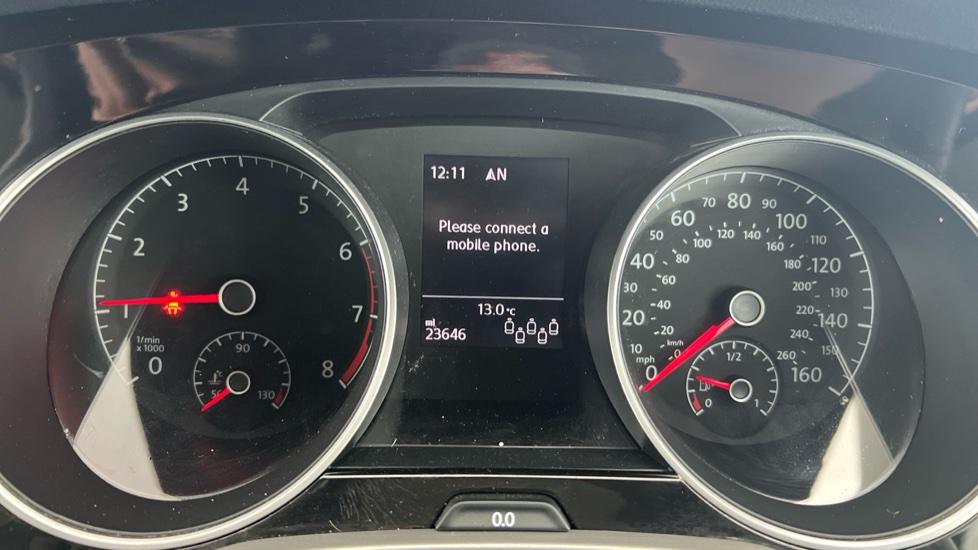 12:11 AN
Please connect a
mobile phone.
13.0°C
mi
23646
0 1 2 3 4 5 6 7 8
1/min
x 1000
50 90 130
0 10 20 30 40 50 60 70 80 90 100 110 120 130 140 150 160
mph
0 20 40 60 80 100 120 140 160 180 200 220 240 260
km/h
0 1/2 1
0.0